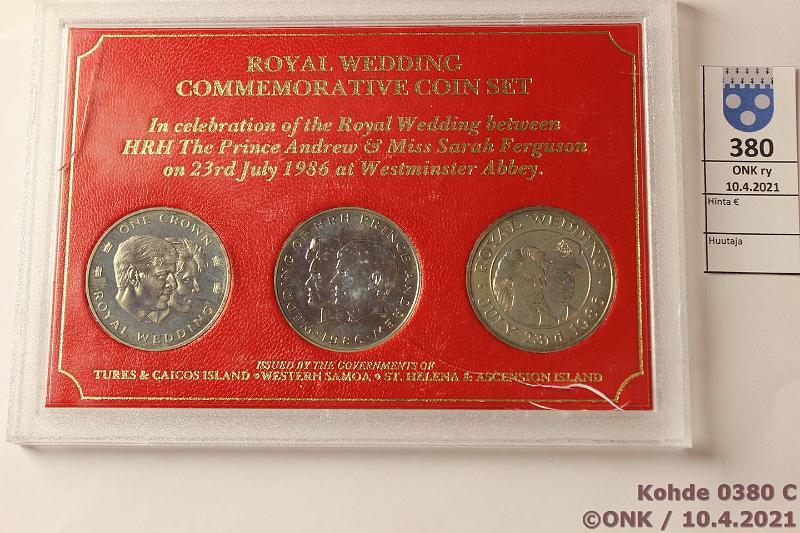 ROYAL WEDDING
COMMEMORATIVE COIN SET
In celebration of the Royal Wedding between
HRH The Prince Andrew & Miss Sarah Ferguson
on 23rd July 1986 at Westminster Abbey.
ONE CROWN
ROYAL WEDDING
WEDDING OF HRH PRINCE ANDREW
1986
ROYAL WEDDING
JULY 23rd 1986
ISSUED BY THE GOVERNMENTS OF
TURKS & CAICOS ISLAND • WESTERN SAMOA • ST. HELENA & ASCENSION ISLAND
380
ONK ry
10.4.2021
Hinta €
Huutaja
Kohde 0380 C
©ONK / 10.4.2021